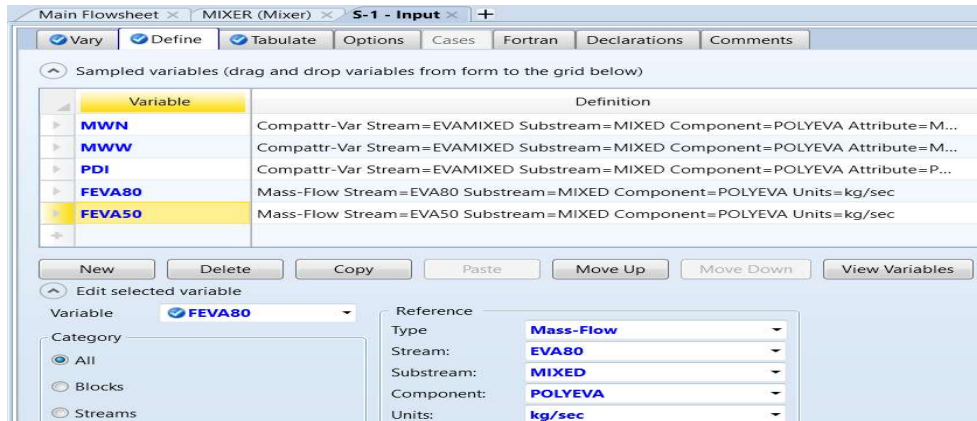 Main Flowsheet × MIXER (Mixer) × S-1 - Input × +
Vary Define Tabulate Options Cases Fortran Declarations Comments
Sampled variables (drag and drop variables from form to the grid below)
Variable Definition
MWN Compattr-Var Stream=EVAMIXED Substream=MIXED Component=POLYEVA Attribute=M...
MWW Compattr-Var Stream=EVAMIXED Substream=MIXED Component=POLYEVA Attribute=M...
PDI Compattr-Var Stream=EVAMIXED Substream=MIXED Component=POLYEVA Attribute=P...
FEVA80 Mass-Flow Stream=EVA80 Substream=MIXED Component=POLYEVA Units=kg/sec
FEVA50 Mass-Flow Stream=EVA50 Substream=MIXED Component=POLYEVA Units=kg/sec
New Delete Copy Paste Move Up Move Down View Variables
Edit selected variable
Variable FEVA80
Category
All
Blocks
Streams
Reference
Type Mass-Flow
Stream: EVA80
Substream: MIXED
Component: POLYEVA
Units: kg/sec